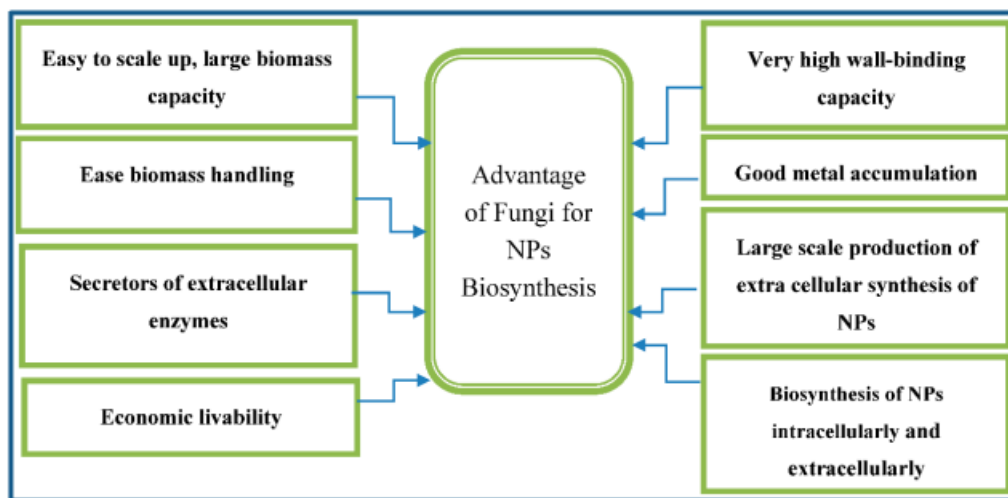 Easy to scale up, large biomass
capacity
Ease biomass handling
Secretors of extracellular
enzymes
Economic livability
Advantage
of Fungi for
NPs
Biosynthesis
Very high wall-binding
capacity
Good metal accumulation
Large scale production of
extra cellular synthesis of
NPs
Biosynthesis of NPs
intracellularly and
extracellularly